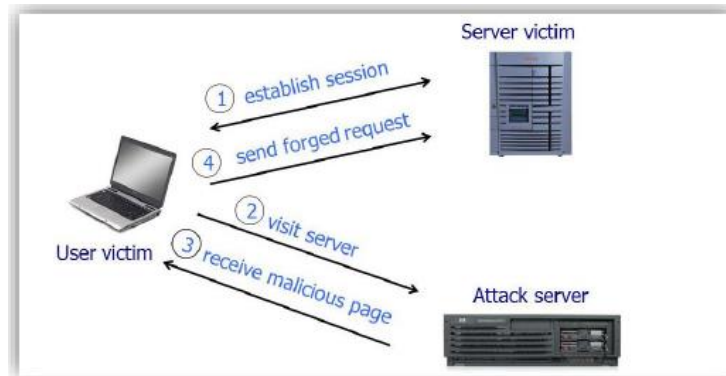 Server victim
1 establish session
4 send forged request
2 visit server
User victim
3 receive malicious page
Attack server